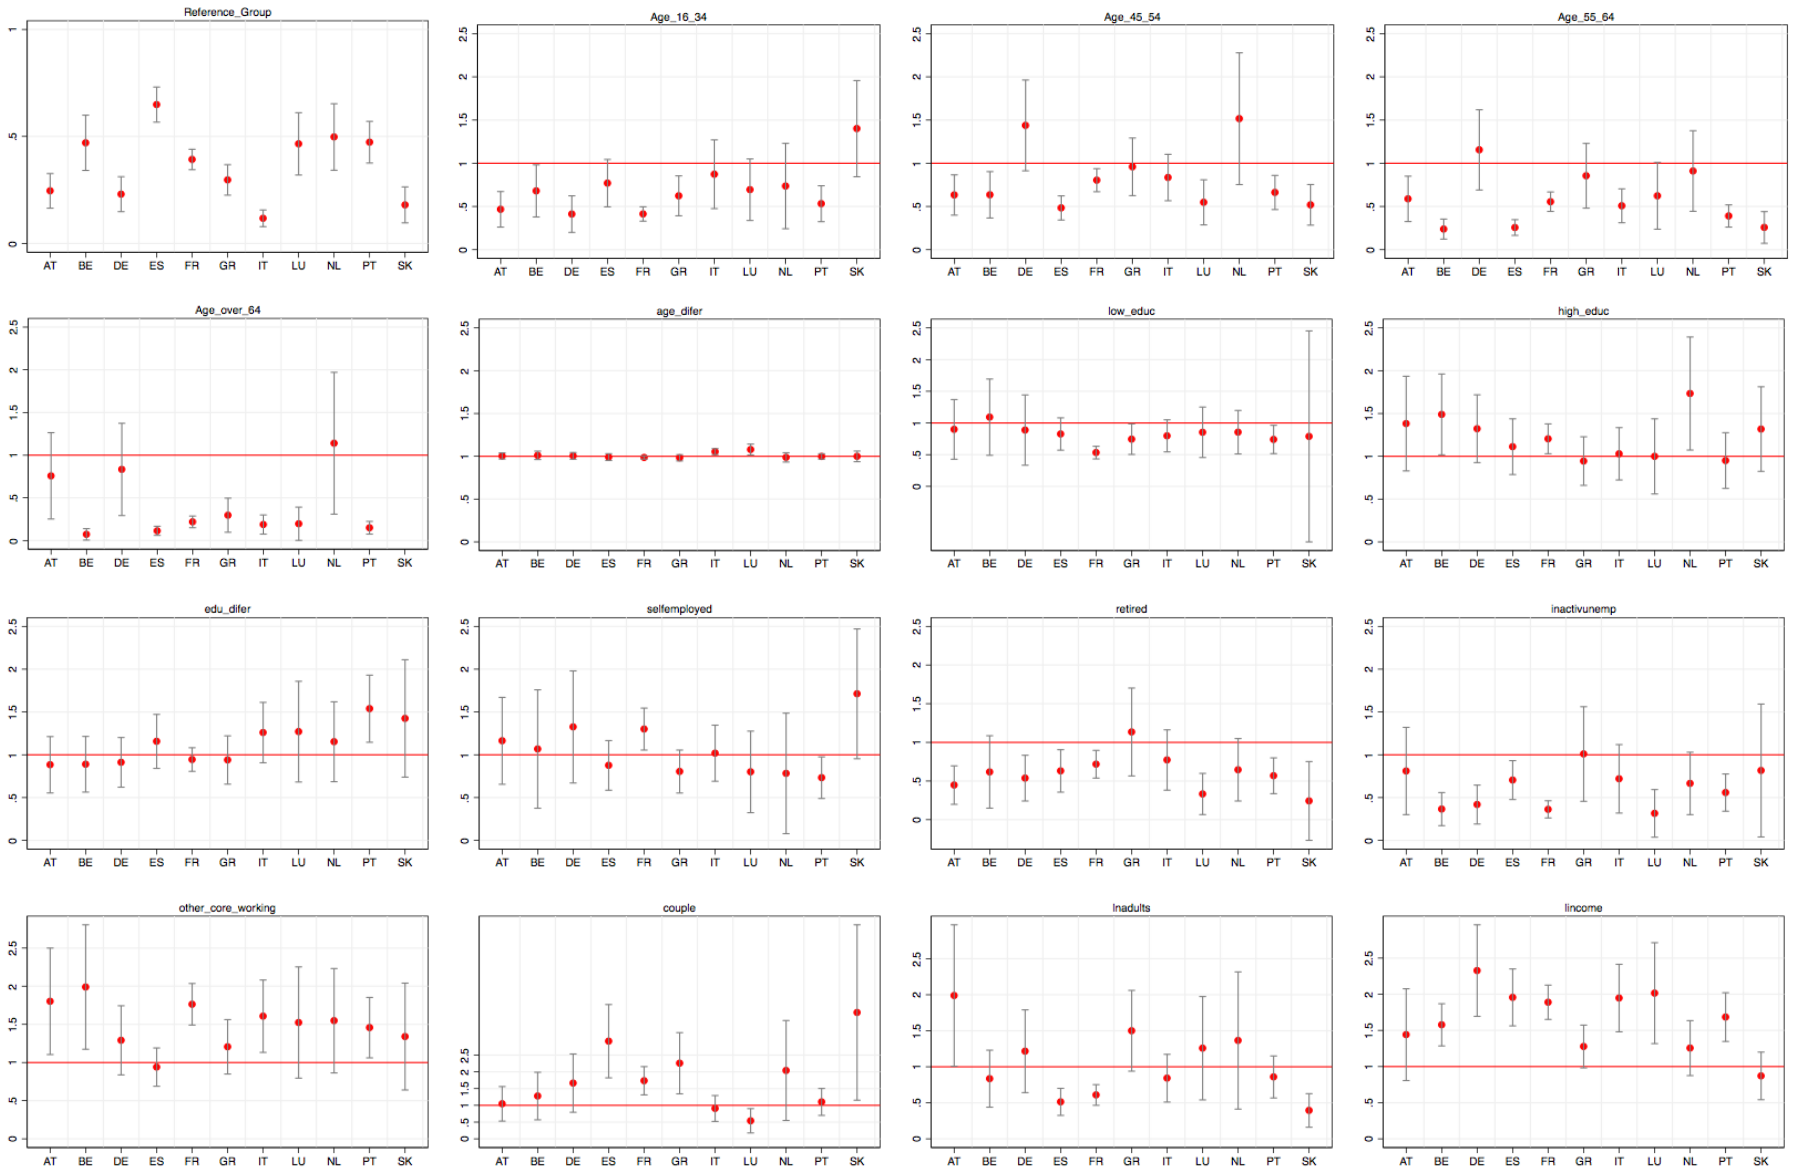 Reference_Group
1
.5
0
AT BE DE ES FR GR IT LU NL PT SK
Age_16_34
2.5
2
1.5
1
.5
0
AT BE DE ES FR GR IT LU NL PT SK
Age_45_54
2.5
2
1.5
1
.5
0
AT BE DE ES FR GR IT LU NL PT SK
Age_55_64
2.5
2
1.5
1
.5
0
AT BE DE ES FR GR IT LU NL PT SK
Age_over_64
2.5
2
1.5
1
.5
0
AT BE DE ES FR GR IT LU NL PT SK
age_difer
2.5
2
1.5
1
.5
0
AT BE DE ES FR GR IT LU NL PT SK
low_educ
2.5
2
1.5
1
.5
0
AT BE DE ES FR GR IT LU NL PT SK
high_educ
2.5
2
1.5
1
.5
0
AT BE DE ES FR GR IT LU NL PT SK
edu_difer
2.5
2
1.5
1
.5
0
AT BE DE ES FR GR IT LU NL PT SK
selfemployed
2.5
2
1.5
1
.5
0
AT BE DE ES FR GR IT LU NL PT SK
retired
2.5
2
1.5
1
.5
0
AT BE DE ES FR GR IT LU NL PT SK
inactivunemp
2.5
2
1.5
1
.5
0
AT BE DE ES FR GR IT LU NL PT SK
other_core_working
2.5
2
1.5
1
.5
0
AT BE DE ES FR GR IT LU NL PT SK
couple
2.5
2
1.5
1
.5
0
AT BE DE ES FR GR IT LU NL PT SK
lnadults
2.5
2
1.5
1
.5
0
AT BE DE ES FR GR IT LU NL PT SK
lincome
2.5
2
1.5
1
.5
0
AT BE DE ES FR GR IT LU NL PT SK